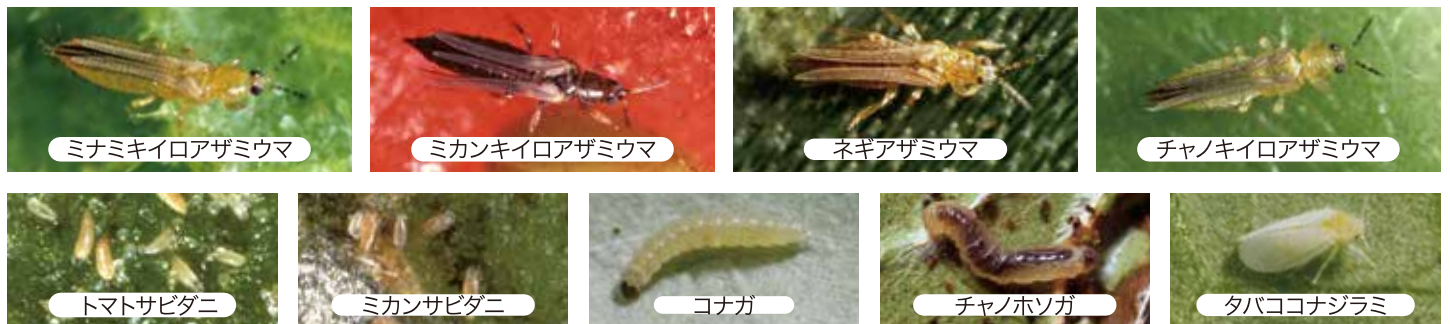 ミナミキイロアザミウマ
ミカンキイロアザミウマ
ネギアザミウマ
チャノキイロアザミウマ
トマトサビダニ
ミカンサビダニ
コナガ
チャノホソガ
タバココナジラミ